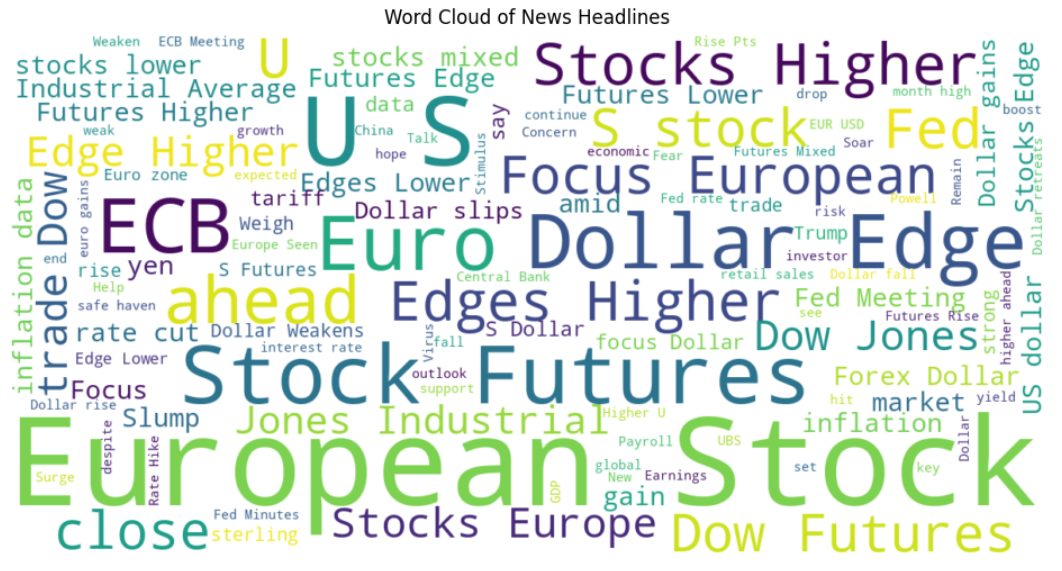 Word Cloud of News Headlines
Weaken
ECB Meeting
U
stocks mixed
Stocks Higher
Rise Pts
Dollar gains
Stocks Edge
stocks lower
Industrial Average
Futures Edge
Futures Lower
drop
month high
boost
Futures Higher
data
say
continue
Concern
S stock
EUR USD
Fed
weak
growth
U S
China
Talk
hope
Stimulus
economic
Fear
Futures Mixed
Soar
Edge Higher
Euro zone
expected
Edges Lower
Focus European
Remain
Dollar retreats
inflation data
trade Dow
euro gains
ECB
tariff
Weigh
Dollar slips
amid
Fed rate
trade
risk
Powell
Europe Seen
Euro
Dollar
Trump
investor
Edge
end
yen
rise
Help
S Futures
Central Bank
retail sales
Dollar fall
safe haven
ahead
Edges Higher
see
Fed Meeting
Futures Rise
strong
higher ahead
US dollar
rate cut
Dollar Weakens
S Dollar
focus Dollar
Dow Jones
Edge Lower
interest rate
Virus
fall
outlook
support
Stock Futures
Forex Dollar
Focus
hit
market
yield
Dollar rise
Slump
Jones Industrial
Higher U
inflation
despite
Rate Hike
Payroll
UBS
Dollar
European Stock
Surge
GDP
global
New
Earnings
set
key
gain
close
Fed Minutes
sterling
Stocks Europe
Dow Futures